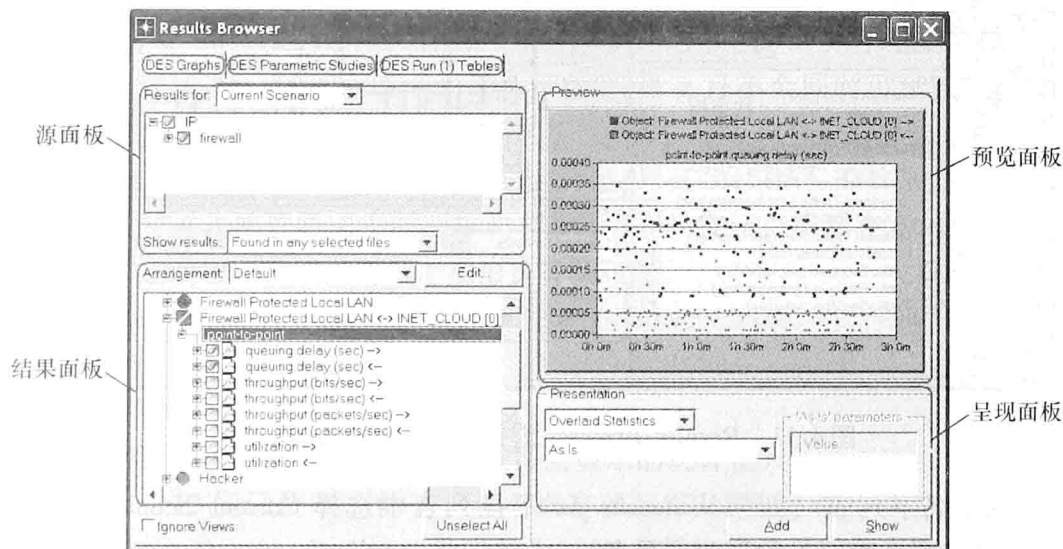 Results Browser
DES Graphs DES Parametric Studies DES Run (1) Tables
Results for: Current Scenario
IP
firewall
Show results: Found in any selected files
Arrangement: Default Edit...
Firewall Protected Local LAN
Firewall Protected Local LAN <-> INET_CLOUD [0]
point-to-point
queuing delay (sec) -->
queuing delay (sec) <--
throughput (bits/sec) -->
throughput (bits/sec) <--
throughput (packets/sec) -->
throughput (packets/sec) <--
utilization -->
utilization <--
Hacker
Ignore Views
Unselect All
Preview
Object: Firewall Protected Local LAN <-> INET_CLOUD [0] -->
Object: Firewall Protected Local LAN <-> INET_CLOUD [0] <--
point-to-point.queuing delay (sec)
0.00040
0.00035
0.00030
0.00025
0.00020
0.00015
0.00010
0.00005
0.00000
0h 0m 0h 30m 1h 0m 1h 30m 2h 0m 2h 30m 3h 0m
Presentation
Overlaid Statistics
As Is
'As Is' parameters
Value
Add
Show
源面板
结果面板
预览面板
呈现面板